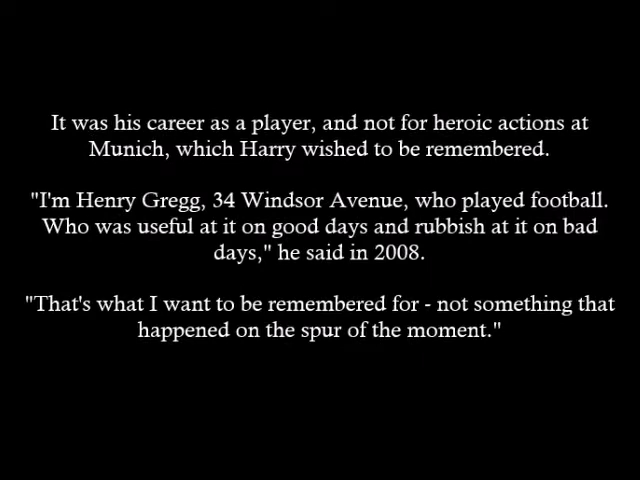 It was his career as a player, and not for heroic actions at
Munich, which Harry wished to be remembered.
"I'm Henry Gregg, 34 Windsor Avenue, who played football.
Who was useful at it on good days and rubbish at it on bad
days," he said in 2008.
"That's what I want to be remembered for - not something that
happened on the spur of the moment."